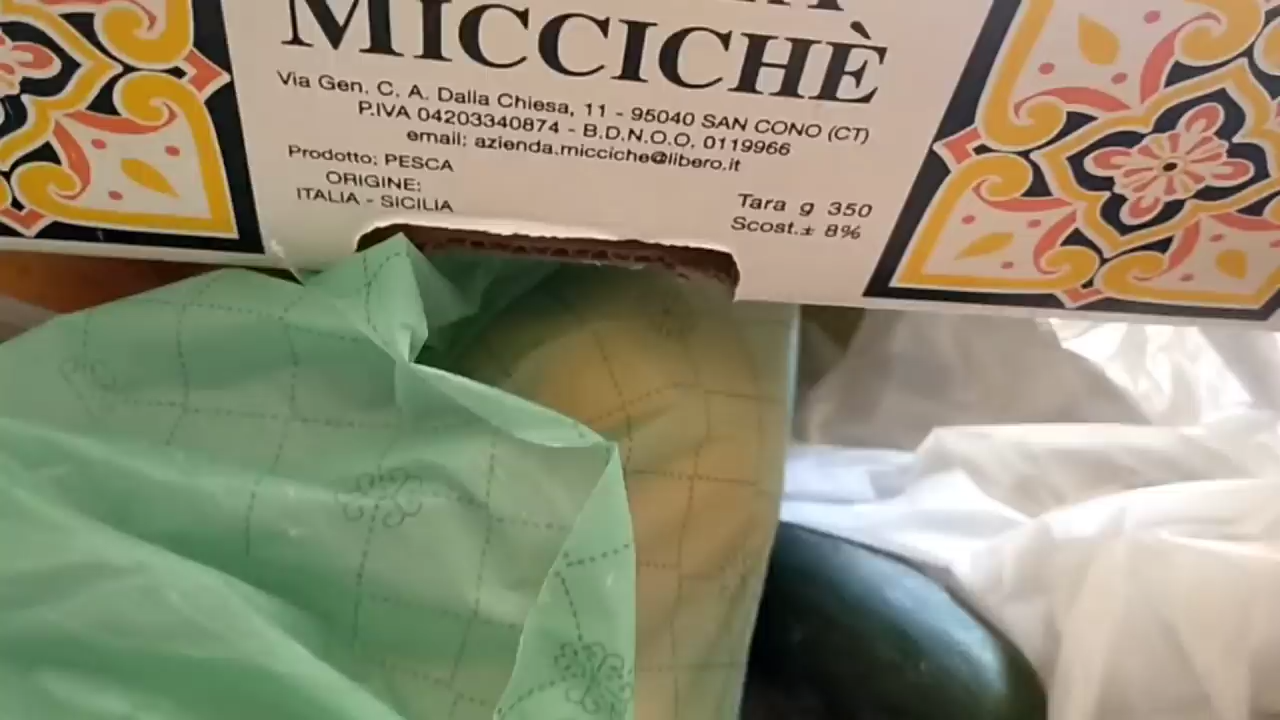 MICCICHÈ
Via Gen. C. A. Dalla Chiesa, 11 - 95040 SAN CONO (CT)
P.IVA 04203340874 - B.D.N.O.O. 0119966
email: azienda.micciche@libero.it
Prodotto: PESCA
ORIGINE:
ITALIA - SICILIA
Tara g 350
Scost.± 8%